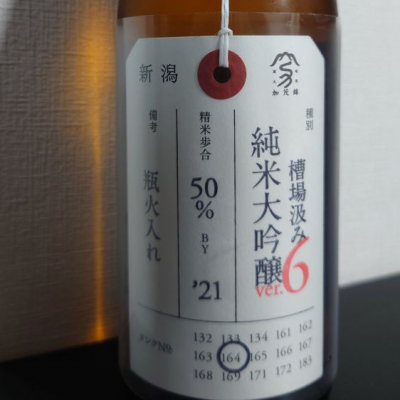 加茂錦
種別
槽場汲み
純米大吟醸
ver.6
精米歩合
50%
BY
'21
新潟
備考
瓶火入れ
タンクNo
132 133 134 161 162
163 164 165 166 167
168 169 171 172 183